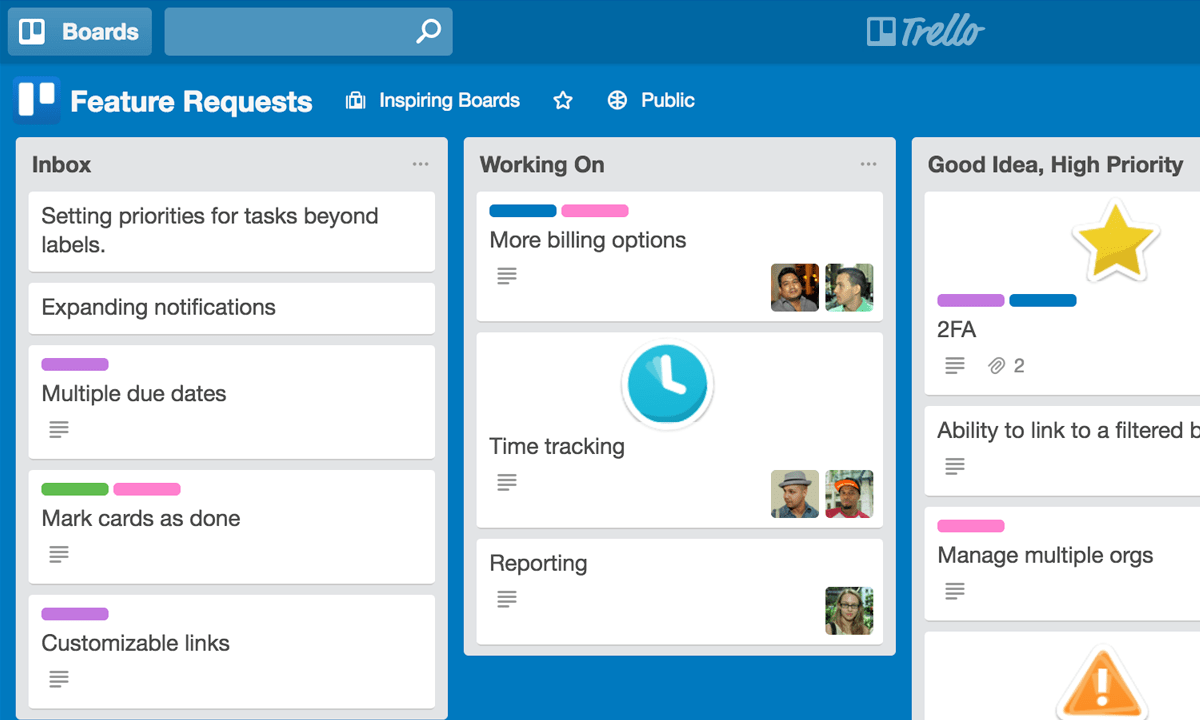 Boards
Trello
Feature Requests
Inspiring Boards
Public
Inbox
Setting priorities for tasks beyond
labels.
Expanding notifications
Multiple due dates
Mark cards as done
Customizable links
Working On
More billing options
Time tracking
Reporting
Good Idea, High Priority
2FA
2
Ability to link to a filtered b
Manage multiple orgs